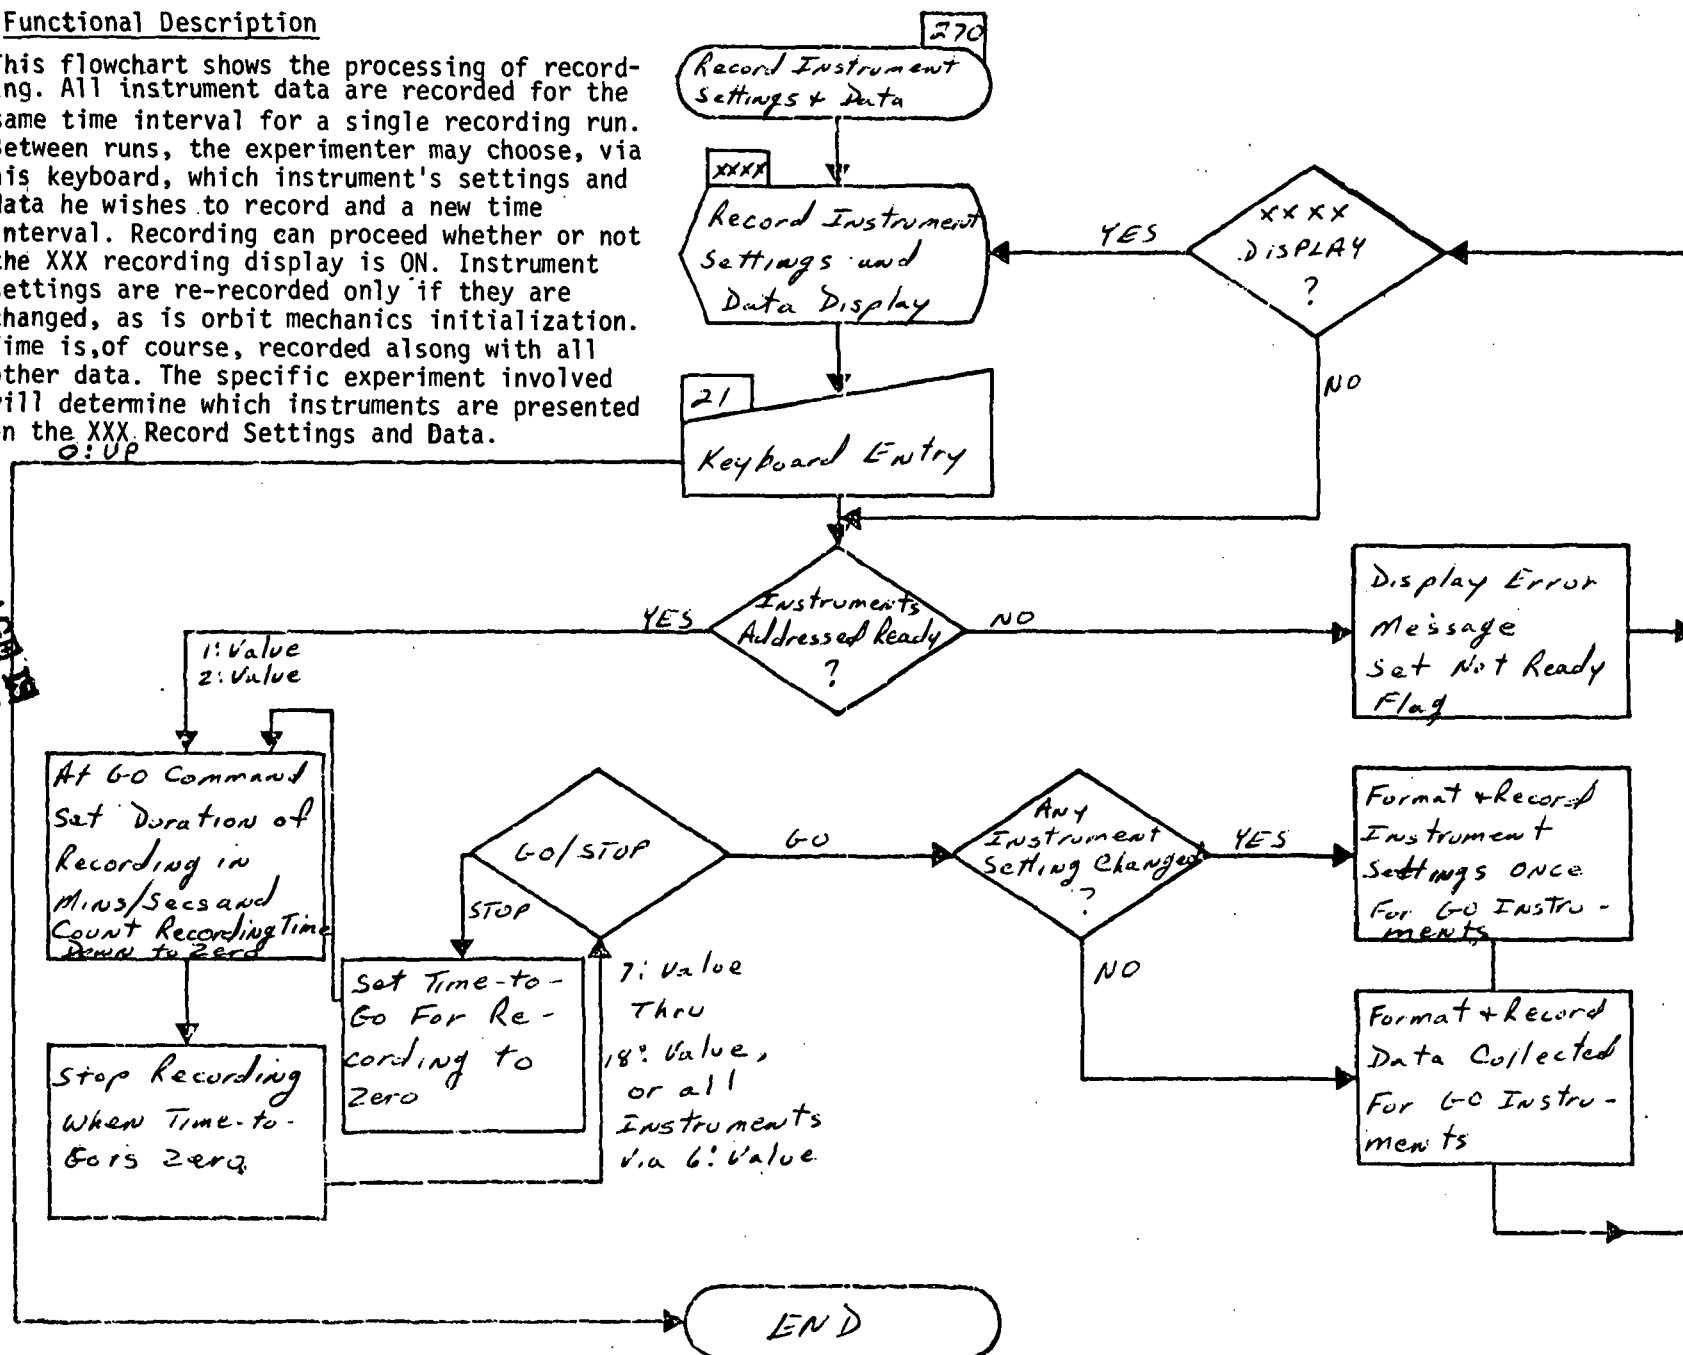 Functional Description
This flowchart shows the processing of record-
ing. All instrument data are recorded for the
same time interval for a single recording run.
Between runs, the experimenter may choose, via
his keyboard, which instrument's settings and
data he wishes to record and a new time
interval. Recording can proceed whether or not
the XXX recording display is ON. Instrument
settings are re-recorded only if they are
changed, as is orbit mechanics initialization.
Time is,of course, recorded alsong with all
other data. The specific experiment involved
will determine which instruments are presented
on the XXX Record Settings and Data.
270
Record Instrument
Settings + Data
XXXX
Record Instrument
Settings and
Data Display
XXXX
DISPLAY
?
YES
NO
21
Keyboard Entry
0: UP
Instruments
Addressed Ready
?
YES
NO
Display Error
Message
Set Not Ready
Flag
1: Value
2: Value
At GO Command
Set Duration of
Recording in
Mins/Secs and
Count Recording Time
Down to Zero
Stop Recording
When Time-to-
Go is Zero
GO/STOP
GO
STOP
Set Time-to-
Go For Re-
cording to
Zero
7: Value
Thru
18: Value,
or all
Instruments
Via 6: Value
Any
Instrument
Setting Changed
?
YES
NO
Format + Record
Instrument
Settings ONCE
For GO Instru-
ments
Format + Record
Data Collected
For GO Instru-
ments
END